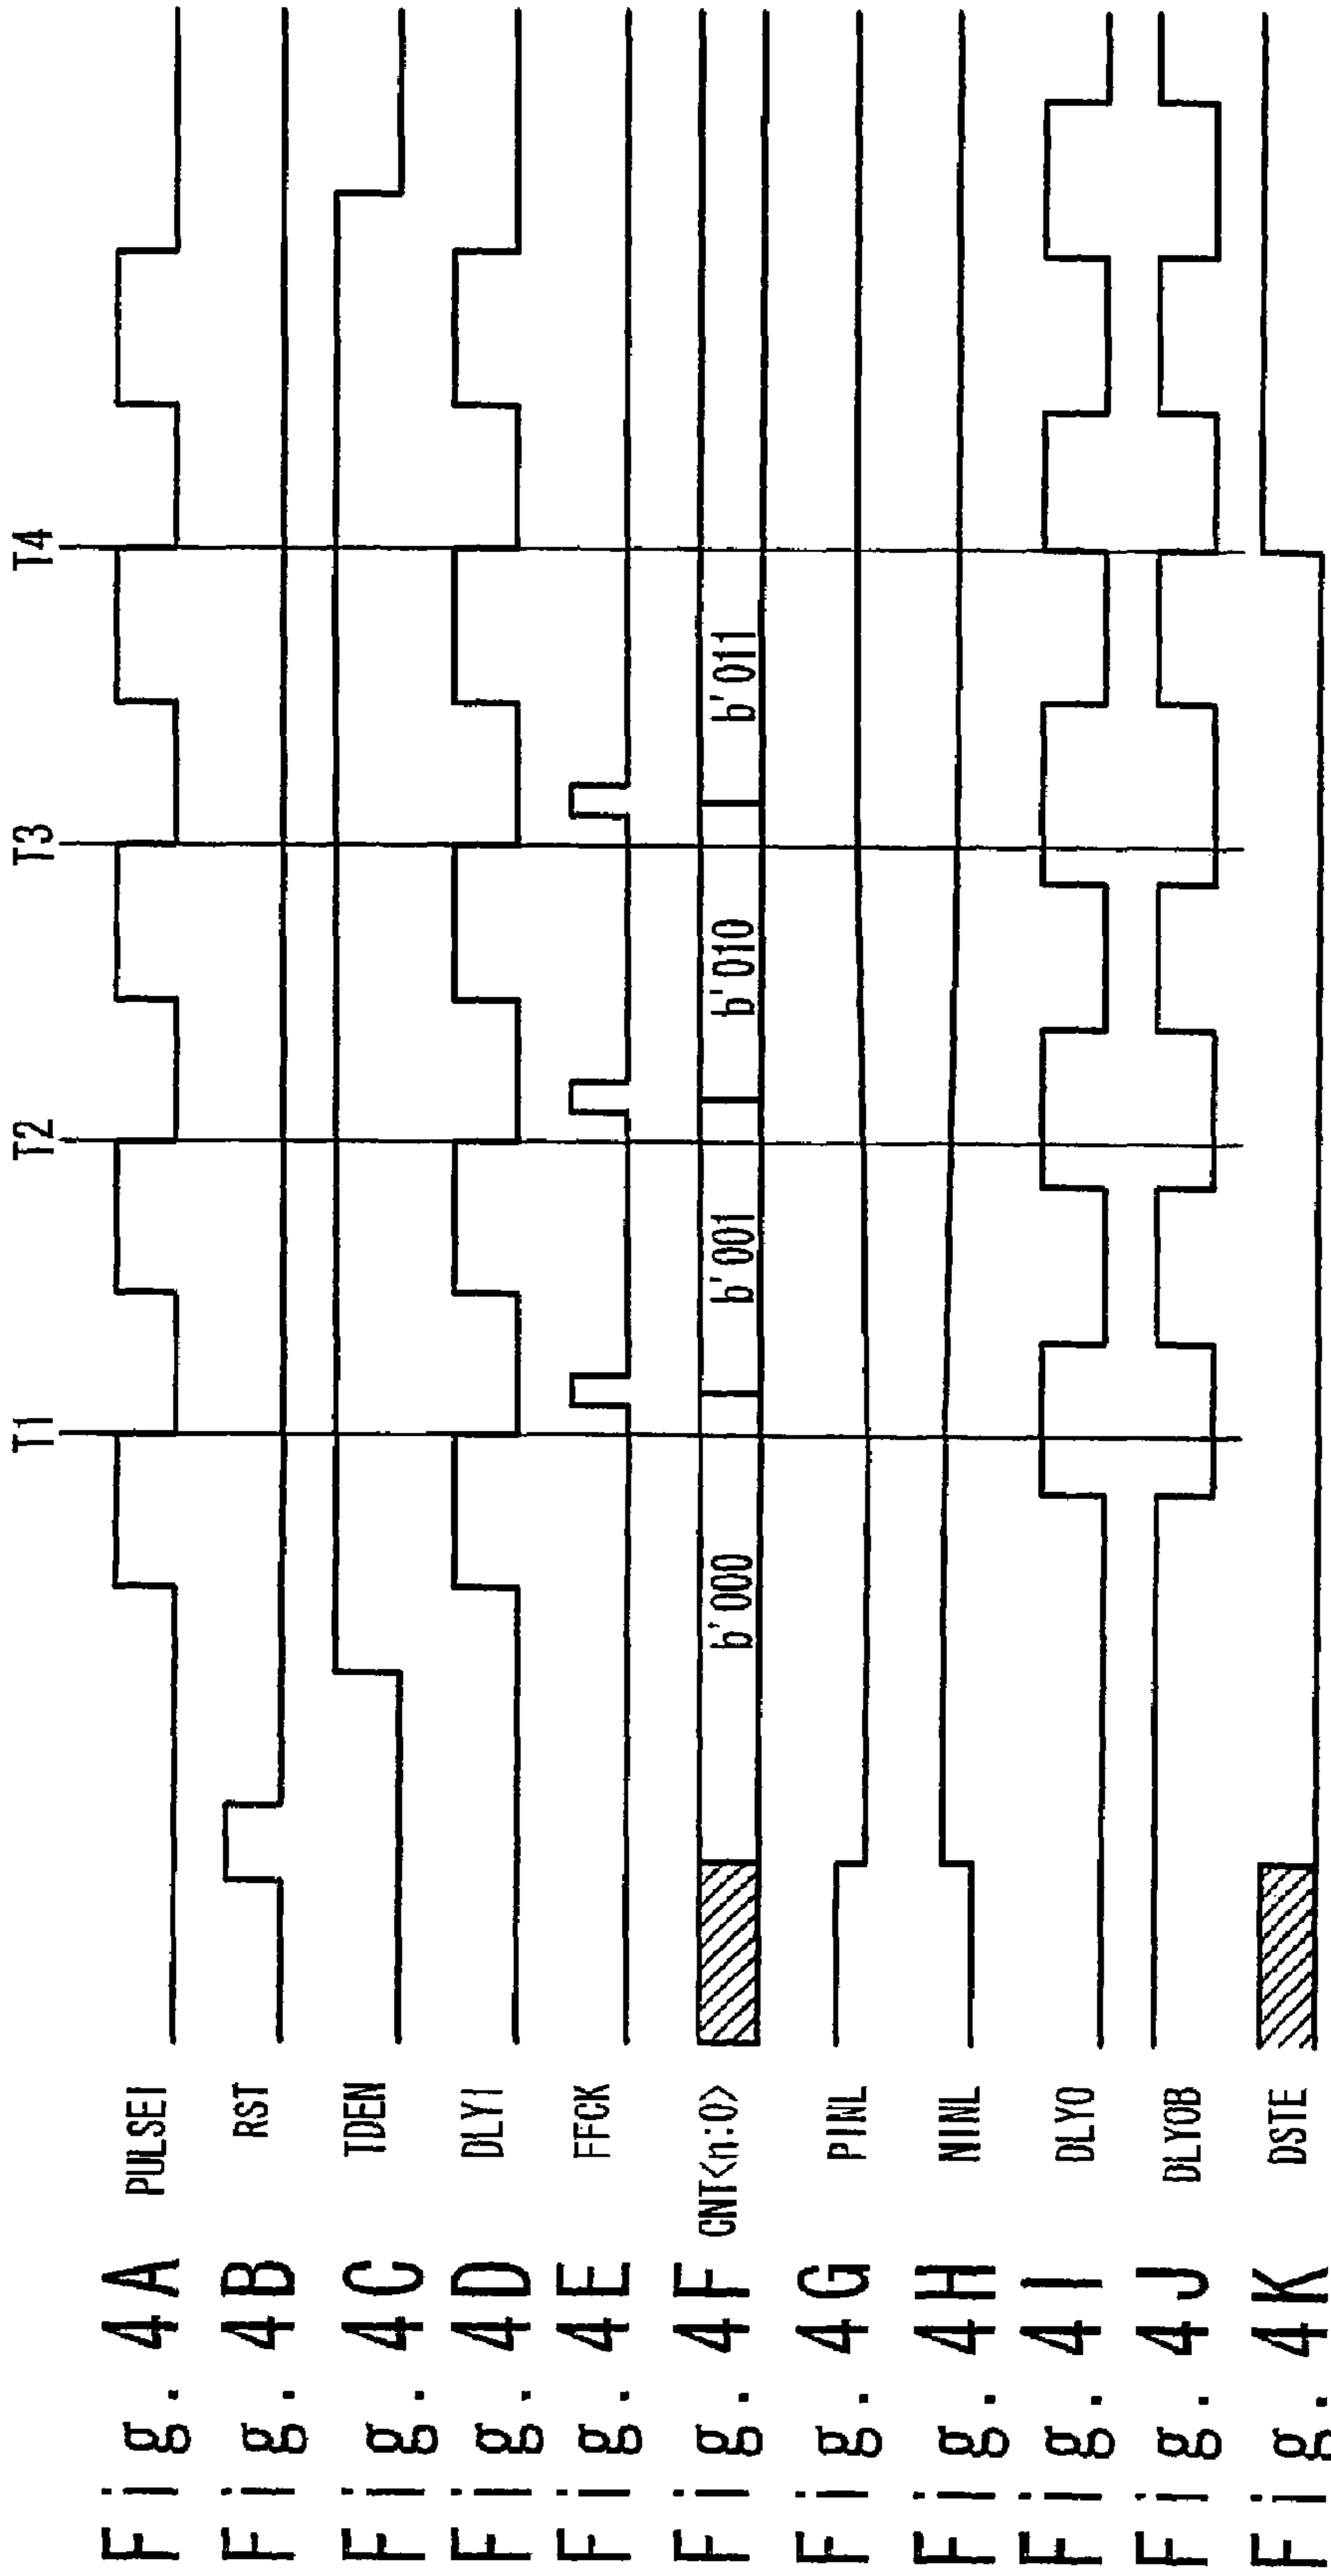 T1 T2 T3 T4
Fig. 4A PULSEI
Fig. 4B RST
Fig. 4C TDEN
Fig. 4D DLYI
Fig. 4E FFCK
Fig. 4F CNT<n:0> b'000 b'001 b'010 b'011
Fig. 4G PINL
Fig. 4H NINL
Fig. 4I DLYO
Fig. 4J DLYOB
Fig. 4K DSTE